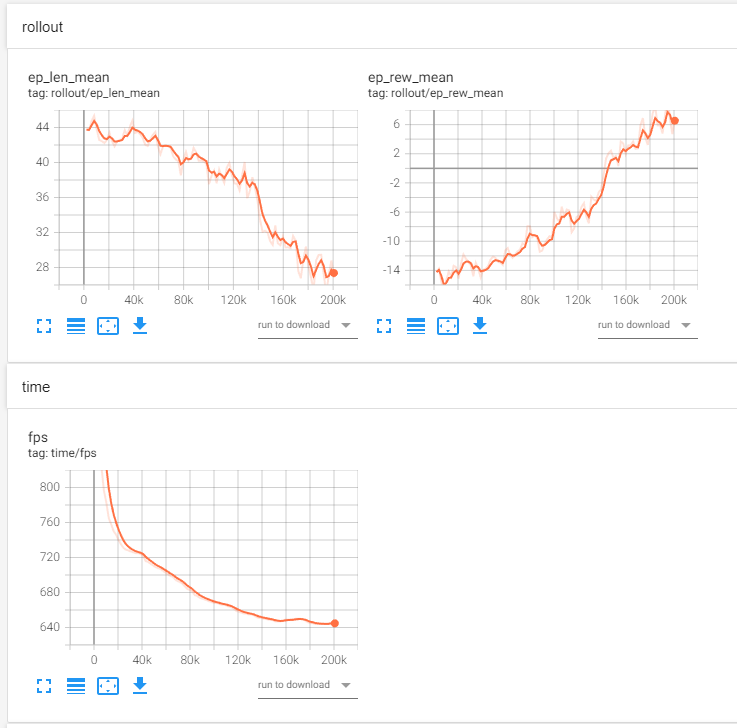 rollout
ep_len_mean
tag: rollout/ep_len_mean
44
40
36
32
28
0 40k 80k 120k 160k 200k
run to download
ep_rew_mean
tag: rollout/ep_rew_mean
6
2
-2
-6
-10
-14
0 40k 80k 120k 160k 200k
run to download
time
fps
tag: time/fps
800
760
720
680
640
0 40k 80k 120k 160k 200k
run to download